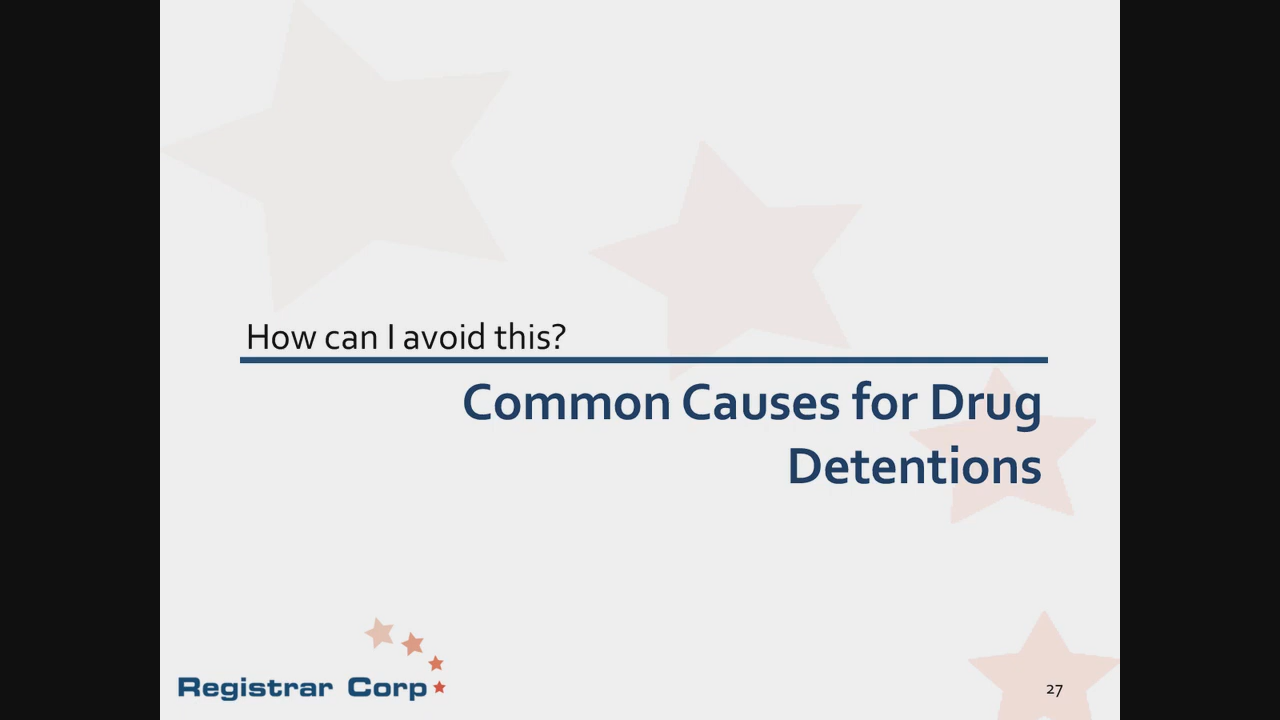 How can I avoid this?
Common Causes for Drug
Detentions
Registrar Corp
27